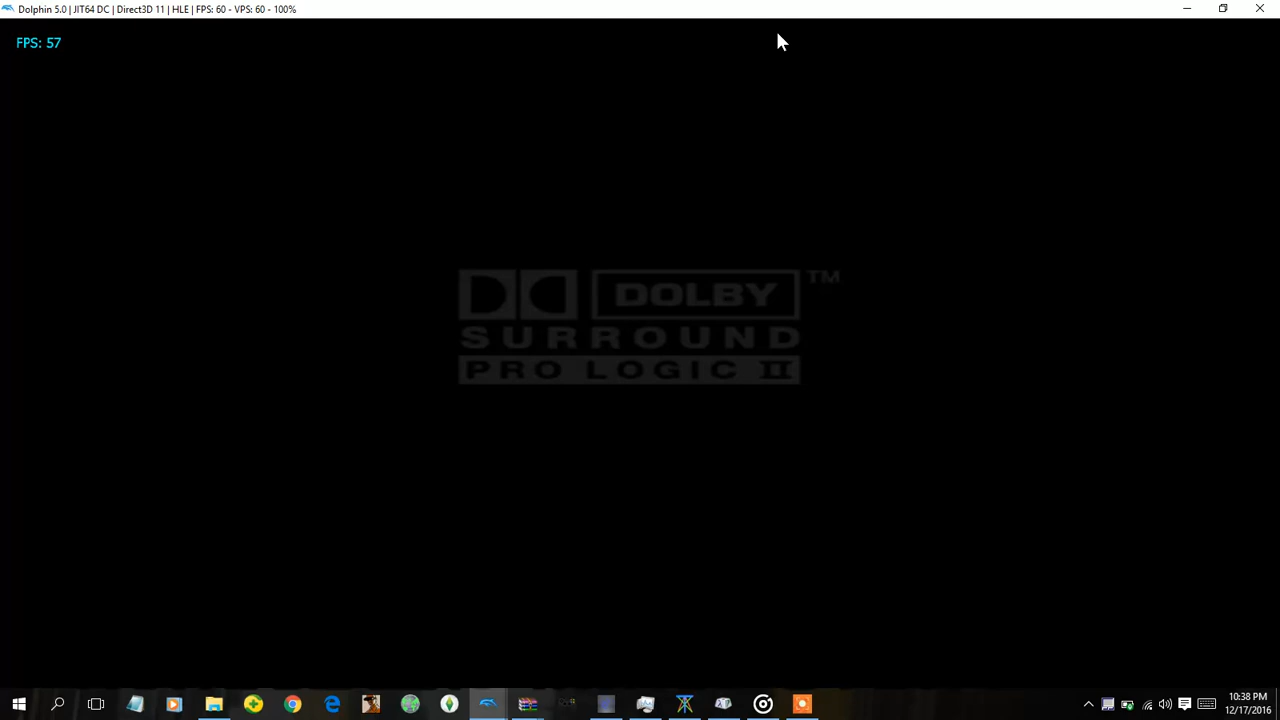 Dolphin 5.0 | JIT64 DC | Direct3D 11 | HLE | FPS: 60 - VPS: 60 - 100%
FPS: 57
DOLBY TM
SURROUND
PRO LOGIC II
10:38 PM
12/17/2016